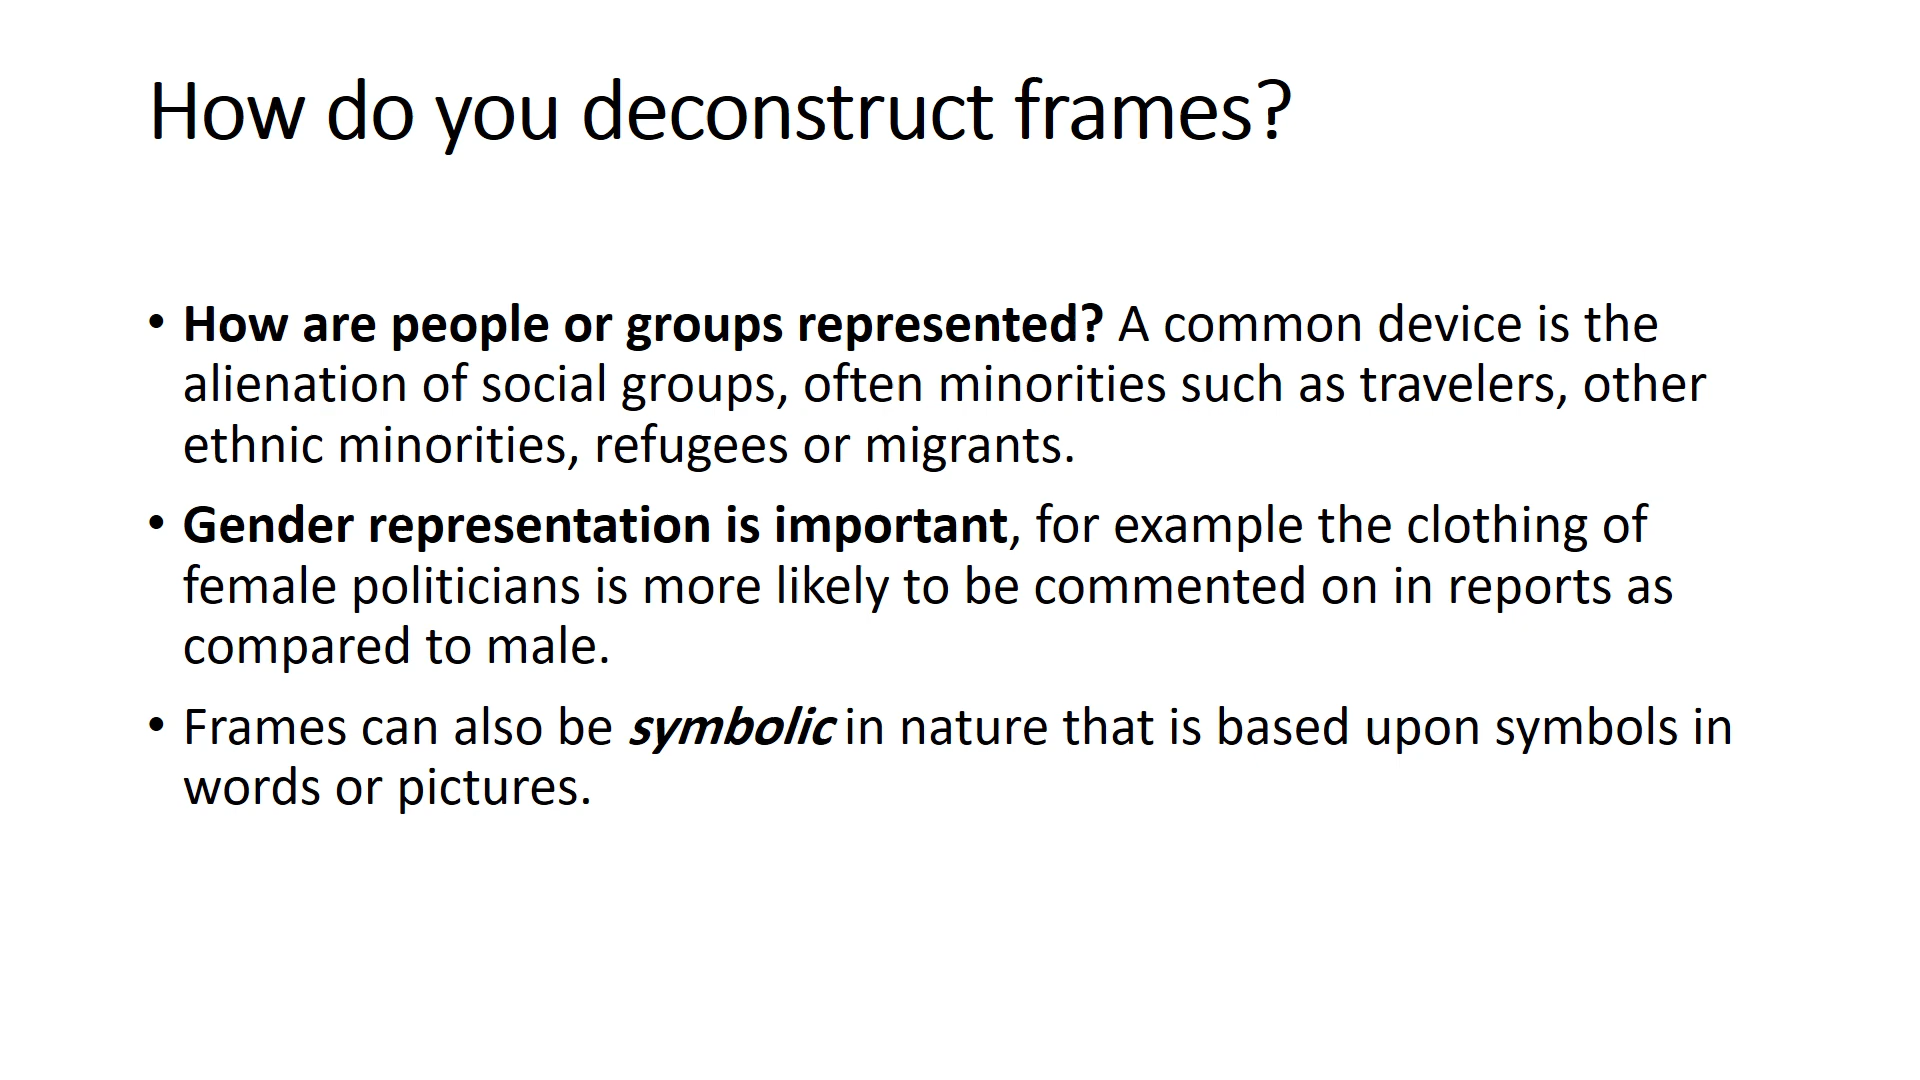 How do you deconstruct frames?
• How are people or groups represented? A common device is the
alienation of social groups, often minorities such as travelers, other
ethnic minorities, refugees or migrants.
• Gender representation is important, for example the clothing of
female politicians is more likely to be commented on in reports as
compared to male.
• Frames can also be symbolic in nature that is based upon symbols in
words or pictures.